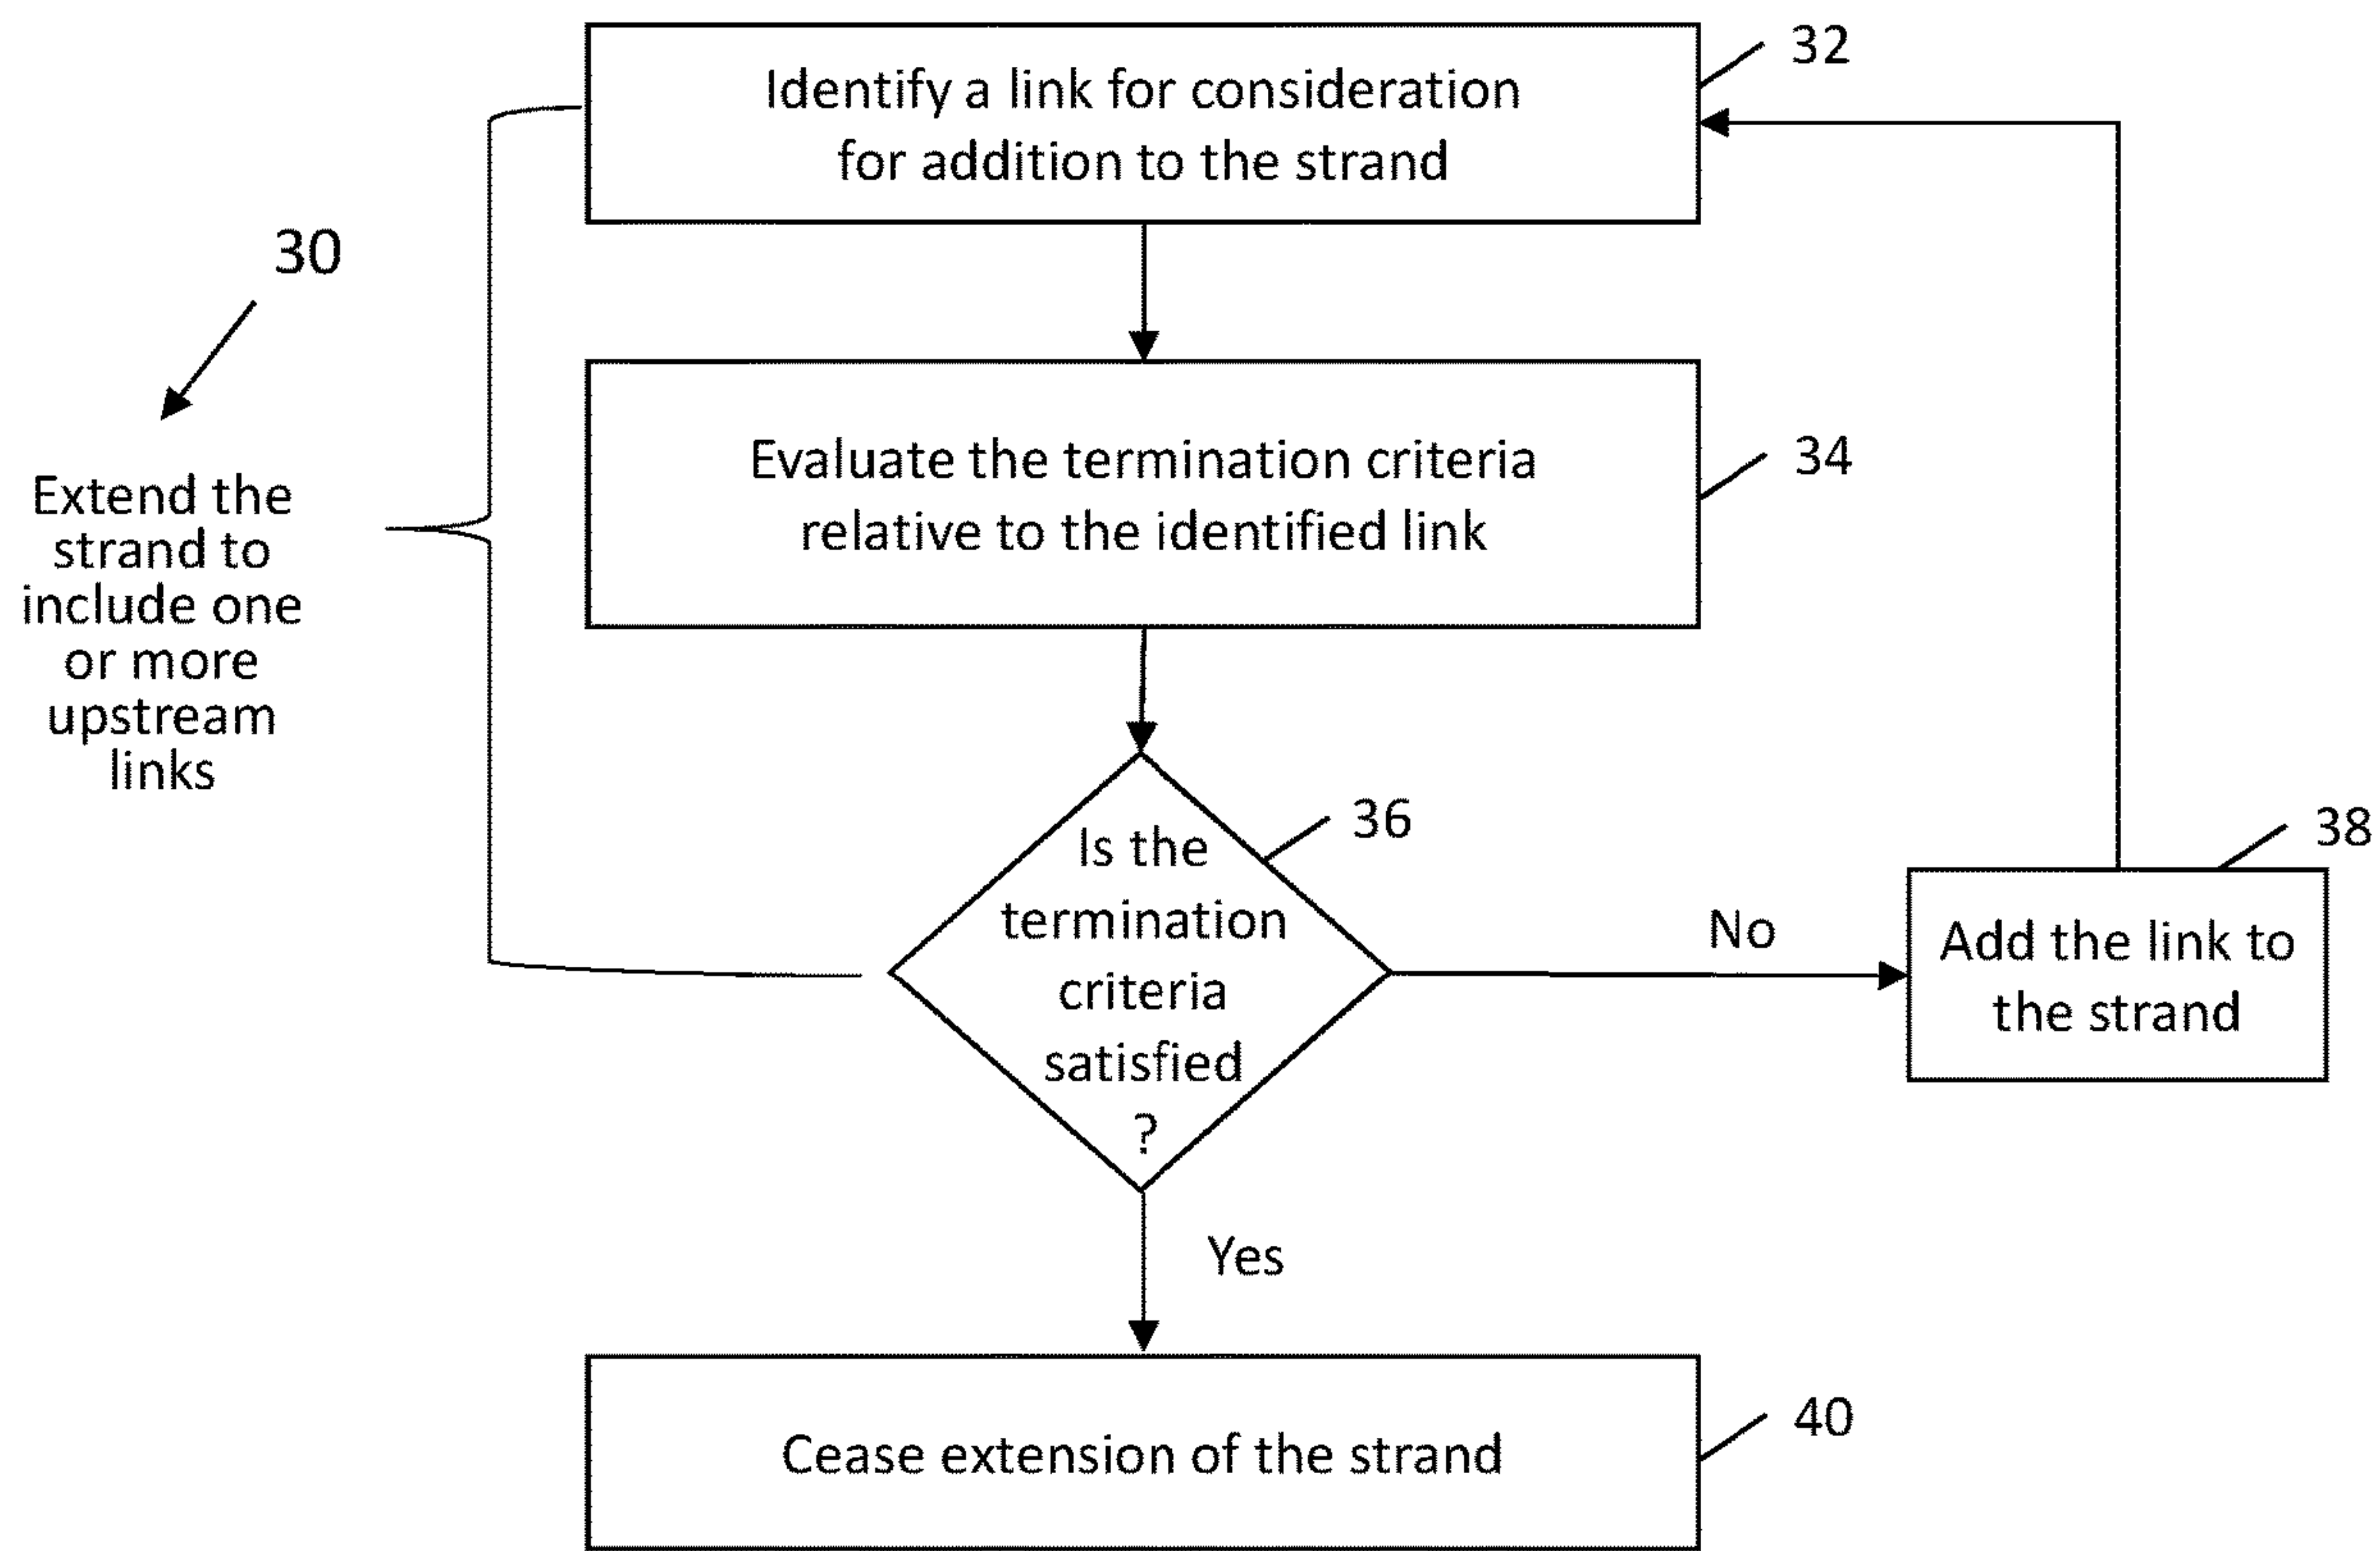 32
Identify a link for consideration
for addition to the strand
30
Extend the
strand to
include one
or more
upstream
links
34
Evaluate the termination criteria
relative to the identified link
36
Is the
termination
criteria
satisfied
?
No
38
Add the link to
the strand
Yes
40
Cease extension of the strand